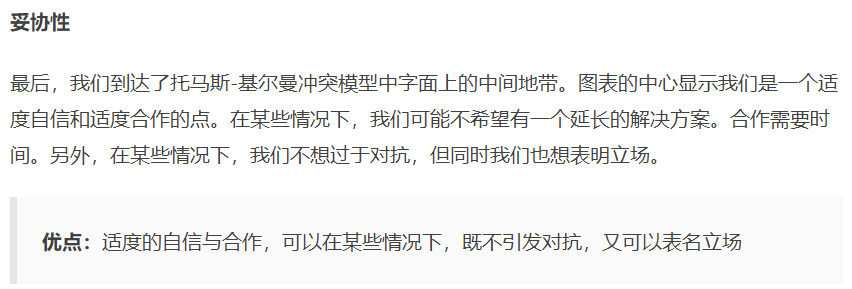 妥协性
最后，我们到达了托马斯-基尔曼冲突模型中字面上的中间地带。图表的中心显示我们是一个适
度自信和适度合作的点。在某些情况下，我们可能不希望有一个延长的解决方案。合作需要时
间。另外，在某些情况下，我们不想过于对抗，但同时我们也想表明立场。
优点：适度的自信与合作，可以在某些情况下，既不引发对抗，又可以表名立场